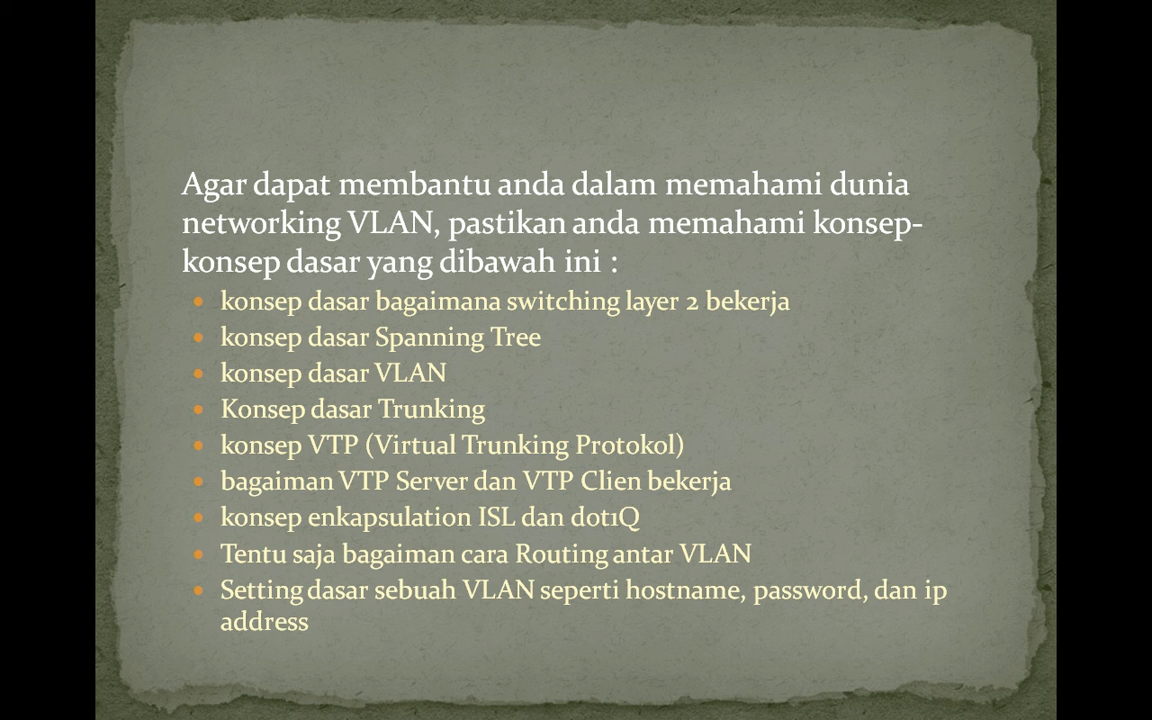 Agar dapat membantu anda dalam memahami dunia
networking VLAN, pastikan anda memahami konsep-
konsep dasar yang dibawah ini :
• konsep dasar bagaimana switching layer 2 bekerja
• konsep dasar Spanning Tree
• konsep dasar VLAN
• Konsep dasar Trunking
• konsep VTP (Virtual Trunking Protokol)
• bagaiman VTP Server dan VTP Clien bekerja
• konsep enkapsulation ISL dan dot1Q
• Tentu saja bagaiman cara Routing antar VLAN
• Setting dasar sebuah VLAN seperti hostname, password, dan ip
address